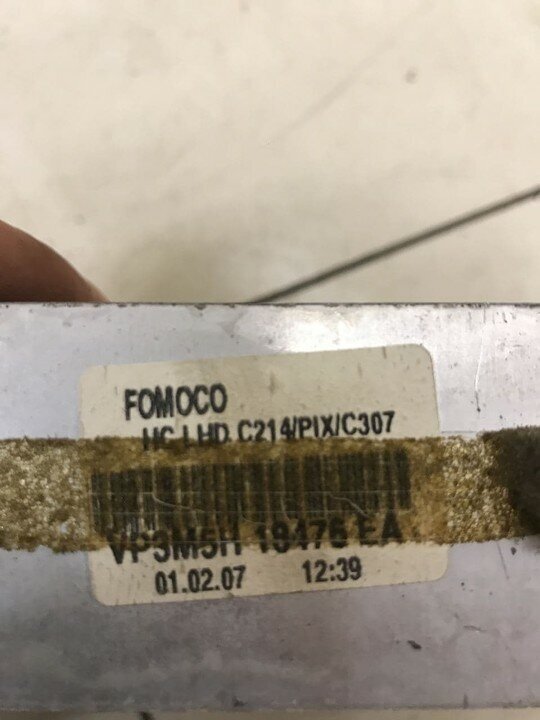 FOMOCO
HC LHD C214/PIX/C307
VP3M5H 18476 EA
01.02.07 12:39